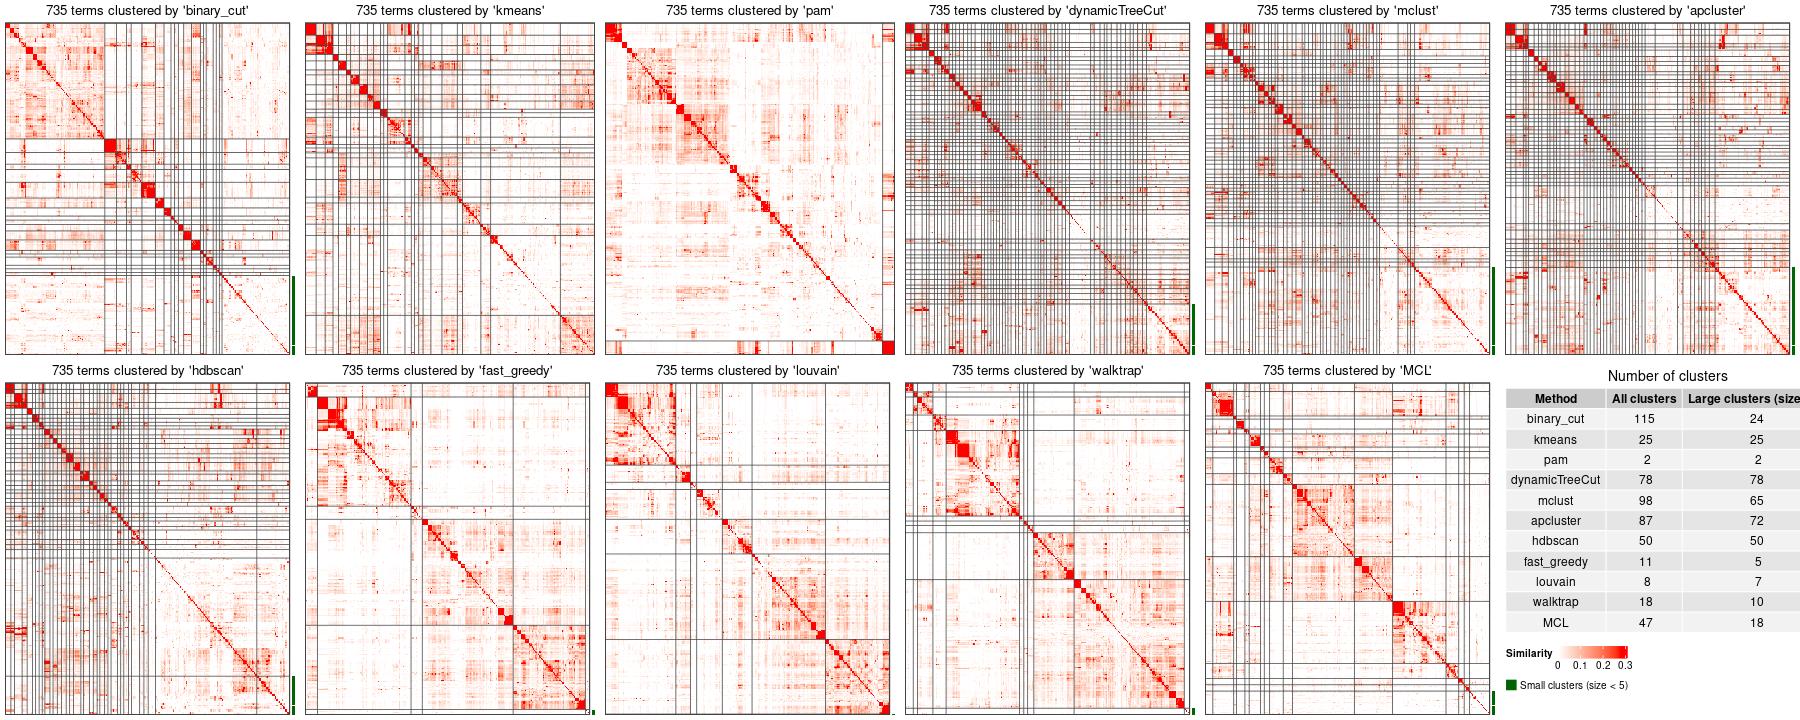 735 terms clustered by 'binary_cut'
735 terms clustered by 'kmeans'
735 terms clustered by 'pam'
735 terms clustered by 'dynamicTreeCut'
735 terms clustered by 'mclust'
735 terms clustered by 'apcluster'
735 terms clustered by 'hdbscan'
735 terms clustered by 'fast_greedy'
735 terms clustered by 'louvain'
735 terms clustered by 'walktrap'
735 terms clustered by 'MCL'
Number of clusters
Method All clusters Large clusters (size
binary_cut 115 24
kmeans 25 25
pam 2 2
dynamicTreeCut 78 78
mclust 98 65
apcluster 87 72
hdbscan 50 50
fast_greedy 11 5
louvain 8 7
walktrap 18 10
MCL 47 18
Similarity
0 0.1 0.2 0.3
Small clusters (size < 5)